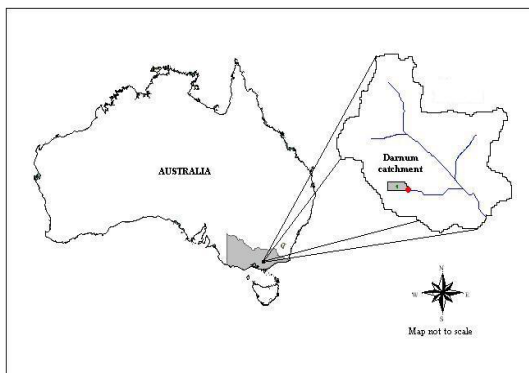 AUSTRALIA
Darnum
catchment
N
W E
S
Map not to scale